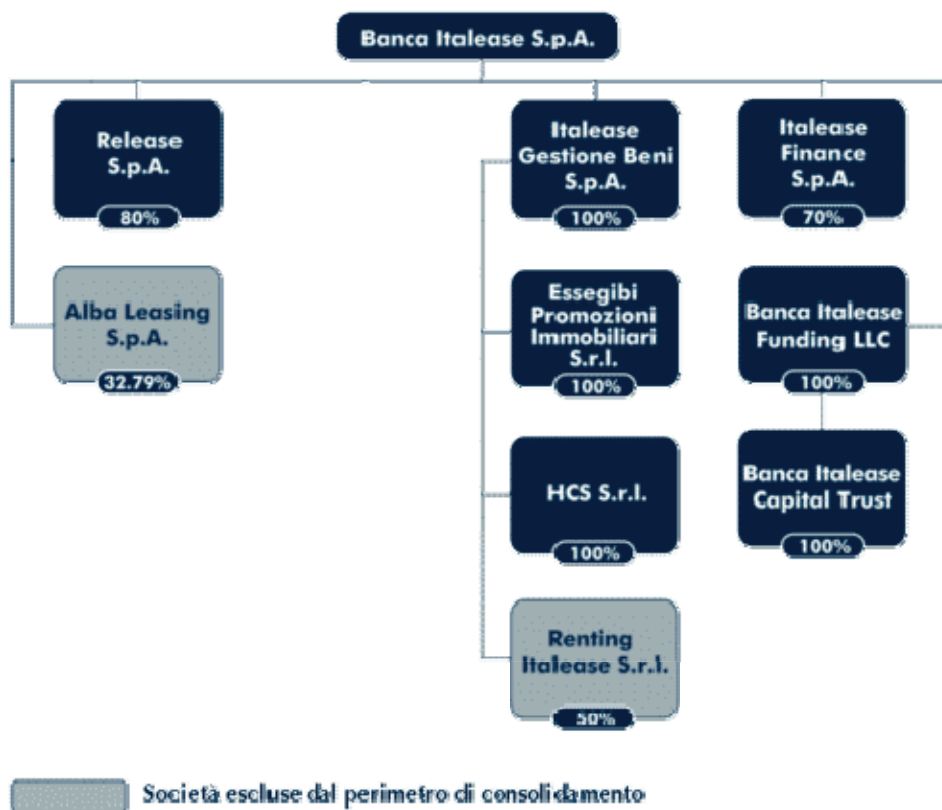 Banca Italease S.p.A.
Release
S.p.A.
80%
Alba Leasing
S.p.A.
32.79%
Italease
Gestione Beni
S.p.A.
100%
Essegibi
Promozioni
Immobiliari
S.r.l.
100%
HCS S.r.l.
100%
Renting
Italease S.r.l.
50%
Italease
Finance
S.p.A.
70%
Banca Italease
Funding LLC
100%
Banca Italease
Capital Trust
100%
Società escluse dal perimetro di consolidamento